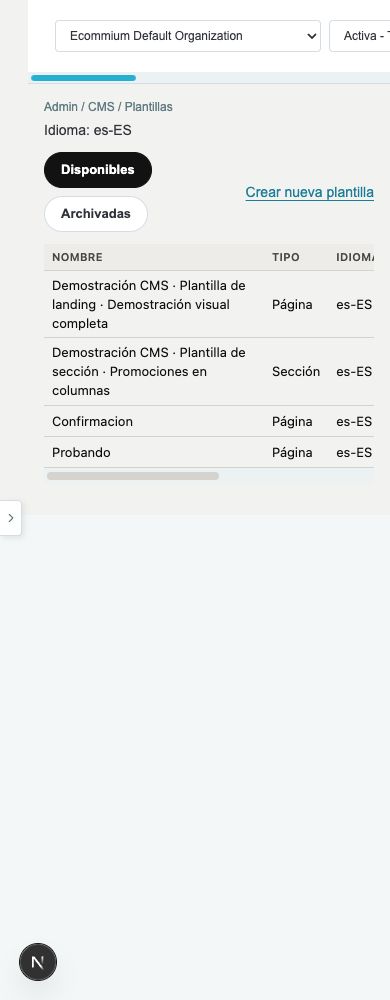 Ecommium Default Organization
Activa - T
Admin / CMS / Plantillas
Idioma: es-ES
Disponibles
Archivadas
Crear nueva plantilla
NOMBRE TIPO IDIOMA
Demostración CMS · Plantilla de
landing · Demostración visual
completa
Página es-ES
Demostración CMS · Plantilla de
sección · Promociones en
columnas
Sección es-ES
Confirmacion Página es-ES
Probando Página es-ES
N